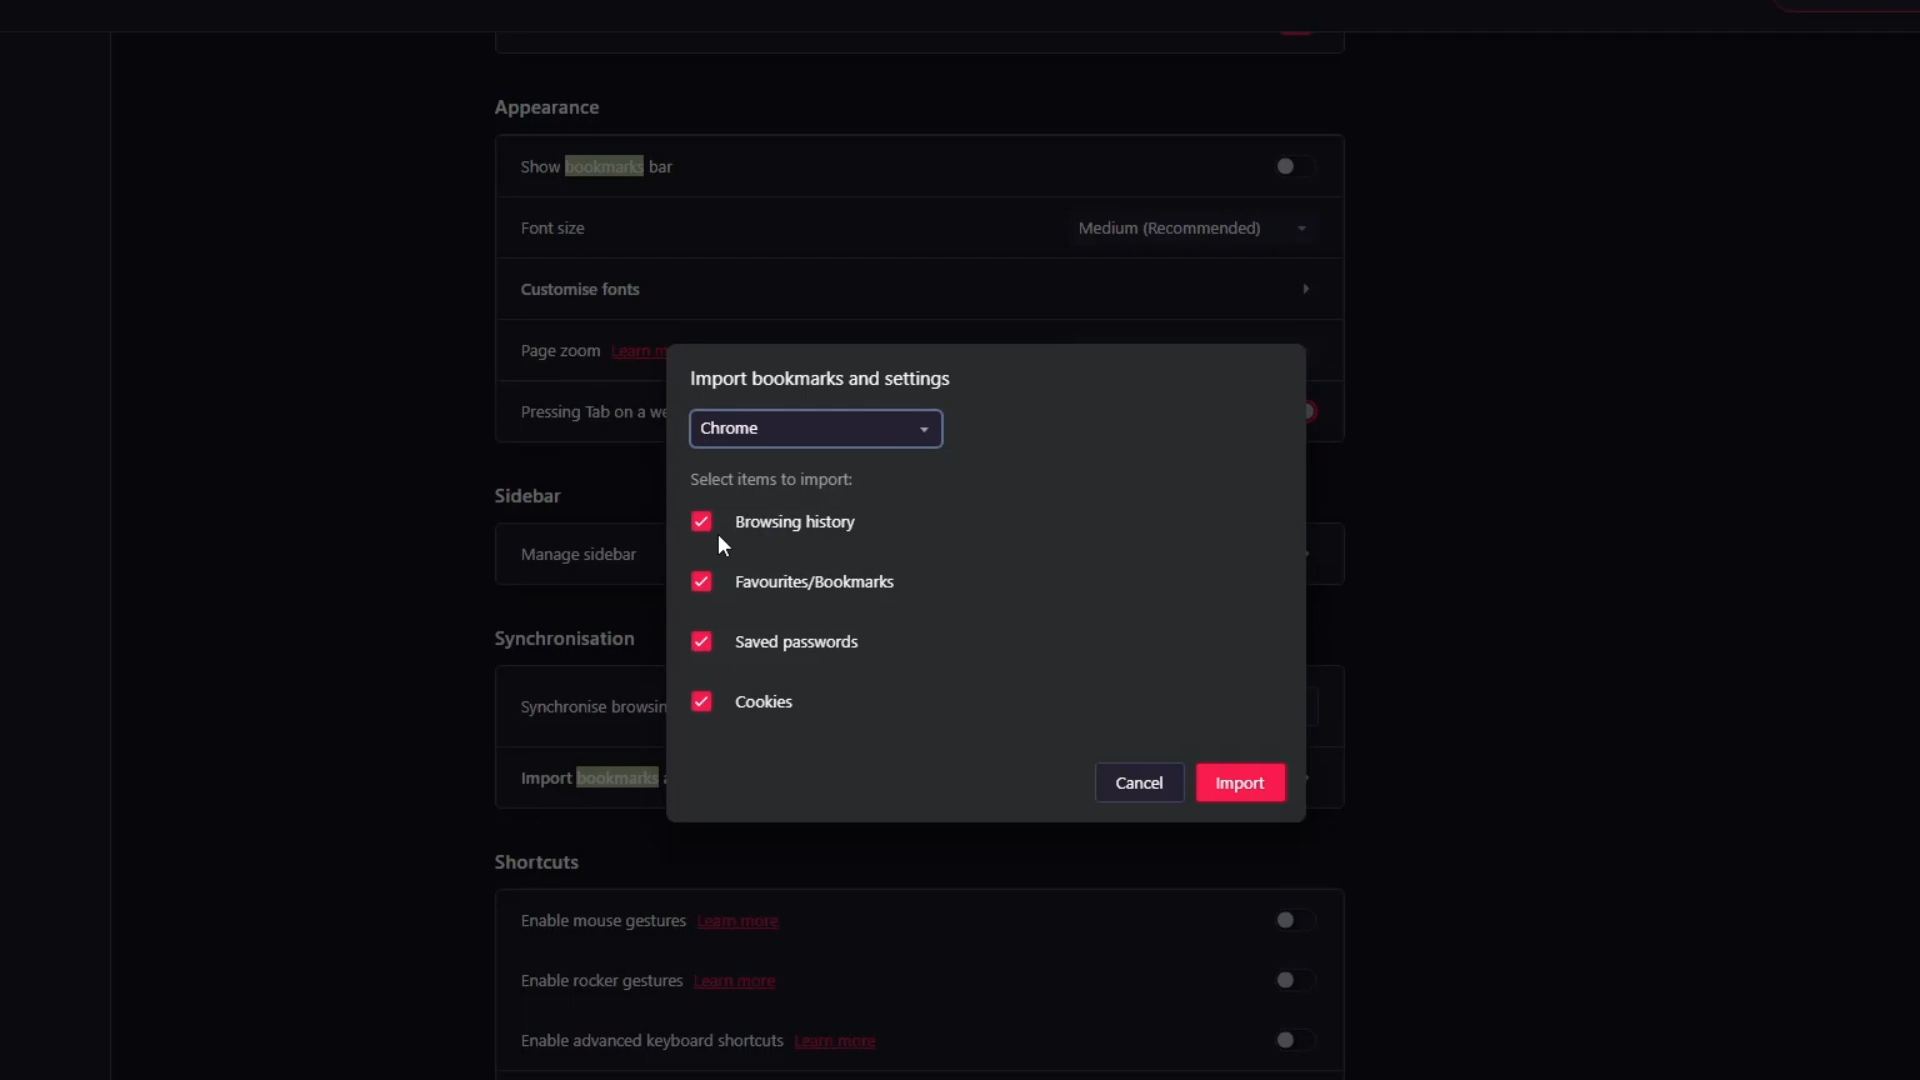 Appearance
Show bookmarks bar
Font size
Medium (Recommended)
Customise fonts
Page zoom Learn
Pressing Tab on a
Import bookmarks and settings
Chrome
Select items to import:
Browsing history
Favourites/Bookmarks
Saved passwords
Cookies
Cancel
Import
Sidebar
Manage sidebar
Synchronisation
Synchronise
Import bookmarks
Shortcuts
Enable mouse gestures Learn more
Enable rocker gestures Learn more
Enable advanced keyboard shortcuts Learn more